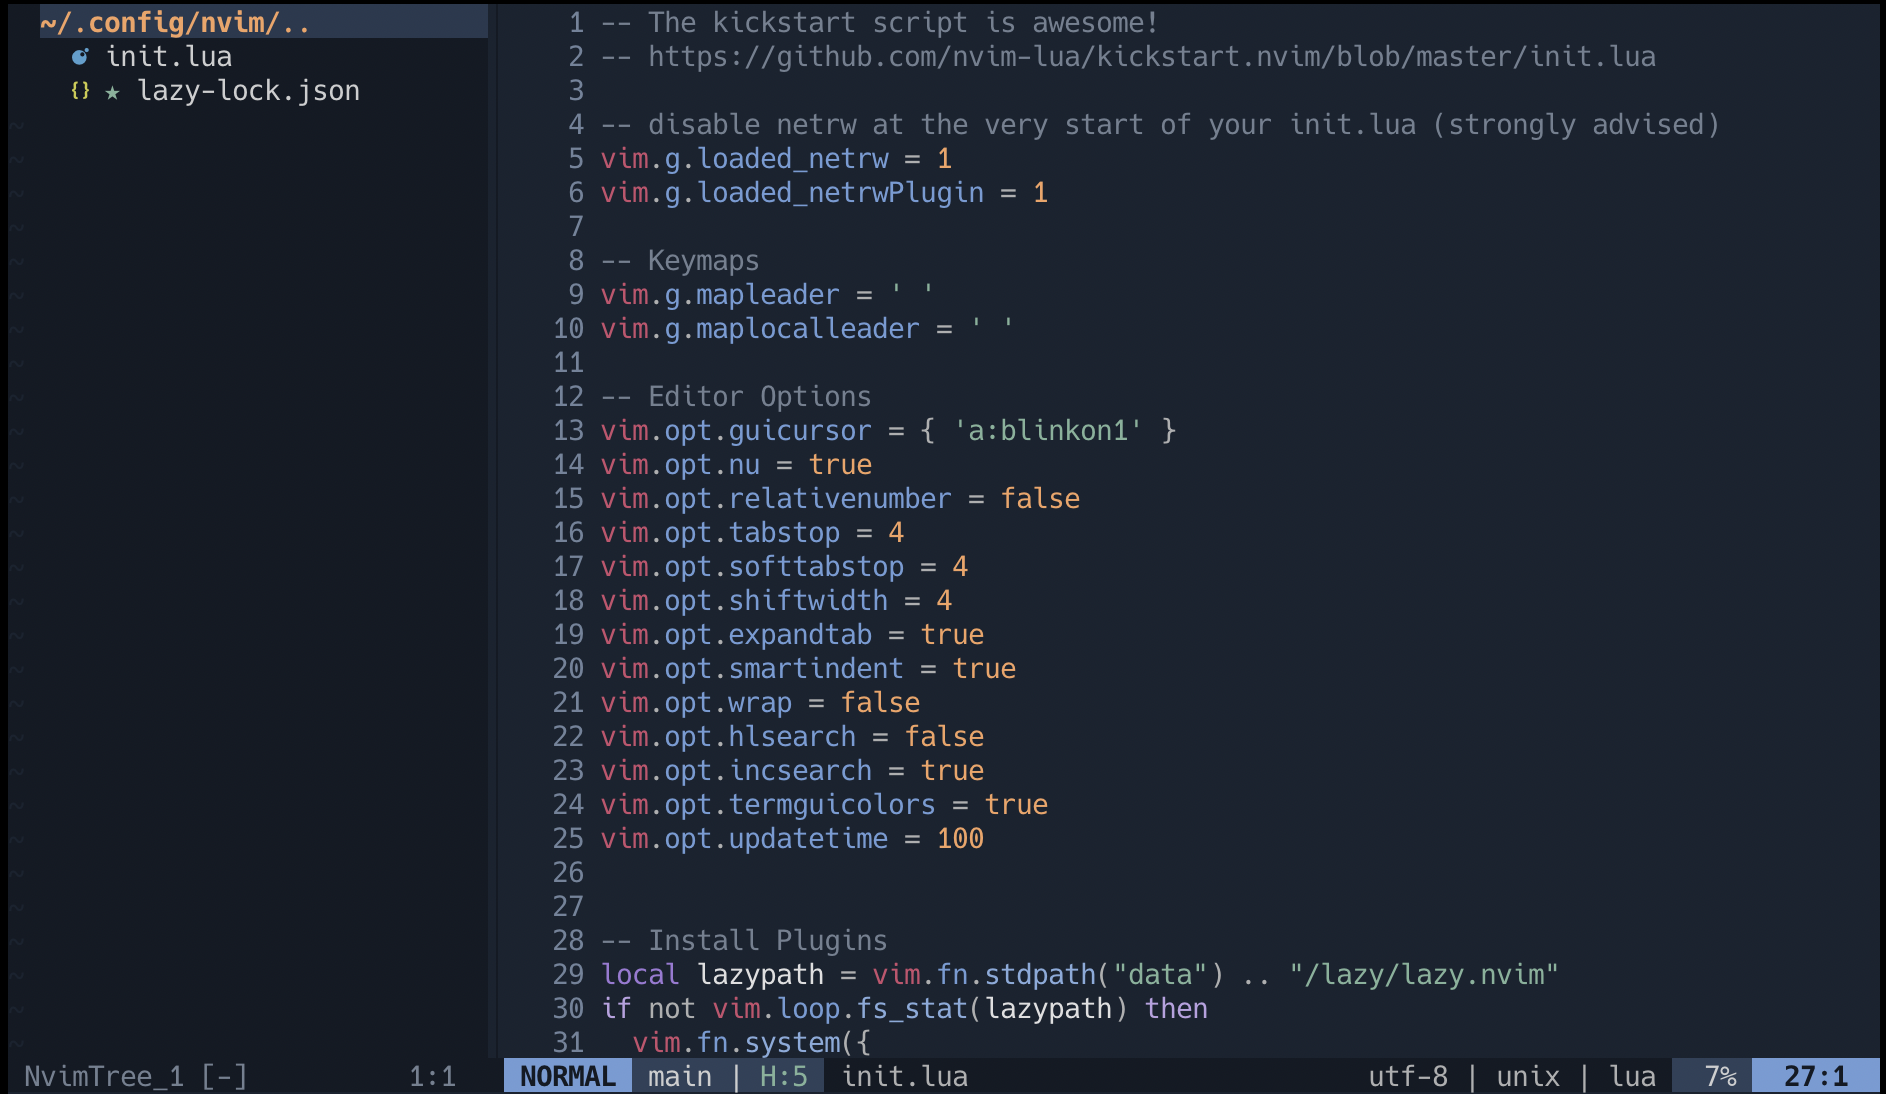 ~/.config/nvim/..
init.lua
{} ★ lazy-lock.json
1 -- The kickstart script is awesome!
2 -- https://github.com/nvim-lua/kickstart.nvim/blob/master/init.lua
3
4 -- disable netrw at the very start of your init.lua (strongly advised)
5 vim.g.loaded_netrw = 1
6 vim.g.loaded_netrwPlugin = 1
7
8 -- Keymaps
9 vim.g.mapleader = ' '
10 vim.g.maplocalleader = ' '
11
12 -- Editor Options
13 vim.opt.guicursor = { 'a:blinkon1' }
14 vim.opt.nu = true
15 vim.opt.relativenumber = false
16 vim.opt.tabstop = 4
17 vim.opt.softtabstop = 4
18 vim.opt.shiftwidth = 4
19 vim.opt.expandtab = true
20 vim.opt.smartindent = true
21 vim.opt.wrap = false
22 vim.opt.hlsearch = false
23 vim.opt.incsearch = true
24 vim.opt.termguicolors = true
25 vim.opt.updatetime = 100
26
27
28 -- Install Plugins
29 local lazypath = vim.fn.stdpath("data") .. "/lazy/lazy.nvim"
30 if not vim.loop.fs_stat(lazypath) then
31   vim.fn.system({
NvimTree_1 [-] 1:1 NORMAL main | H:5 init.lua utf-8 | unix | lua 7% 27:1